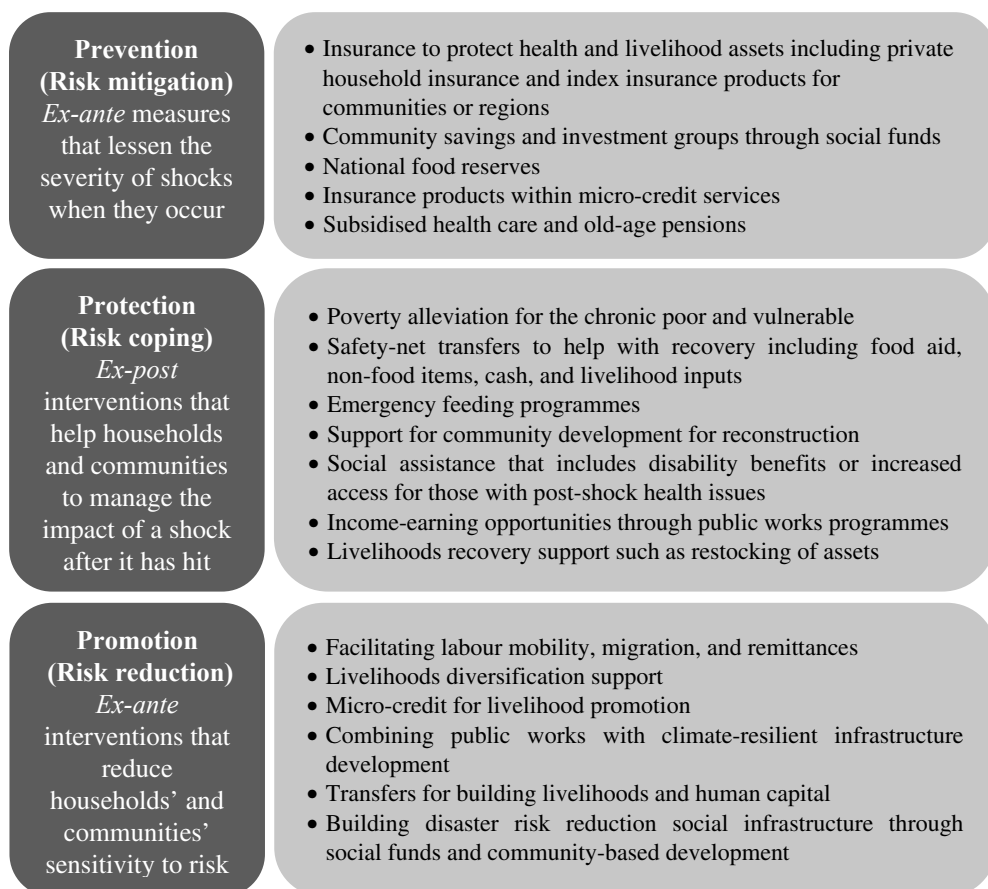 Prevention
(Risk mitigation)
Ex-ante measures
that lessen the
severity of shocks
when they occur
• Insurance to protect health and livelihood assets including private
household insurance and index insurance products for
communities or regions
• Community savings and investment groups through social funds
• National food reserves
• Insurance products within micro-credit services
• Subsidised health care and old-age pensions
Protection
(Risk coping)
Ex-post
interventions that
help households
and communities
to manage the
impact of a shock
after it has hit
• Poverty alleviation for the chronic poor and vulnerable
• Safety-net transfers to help with recovery including food aid,
non-food items, cash, and livelihood inputs
• Emergency feeding programmes
• Support for community development for reconstruction
• Social assistance that includes disability benefits or increased
access for those with post-shock health issues
• Income-earning opportunities through public works programmes
• Livelihoods recovery support such as restocking of assets
Promotion
(Risk reduction)
Ex-ante
interventions that
reduce
households’ and
communities’
sensitivity to risk
• Facilitating labour mobility, migration, and remittances
• Livelihoods diversification support
• Micro-credit for livelihood promotion
• Combining public works with climate-resilient infrastructure
development
• Transfers for building livelihoods and human capital
• Building disaster risk reduction social infrastructure through
social funds and community-based development